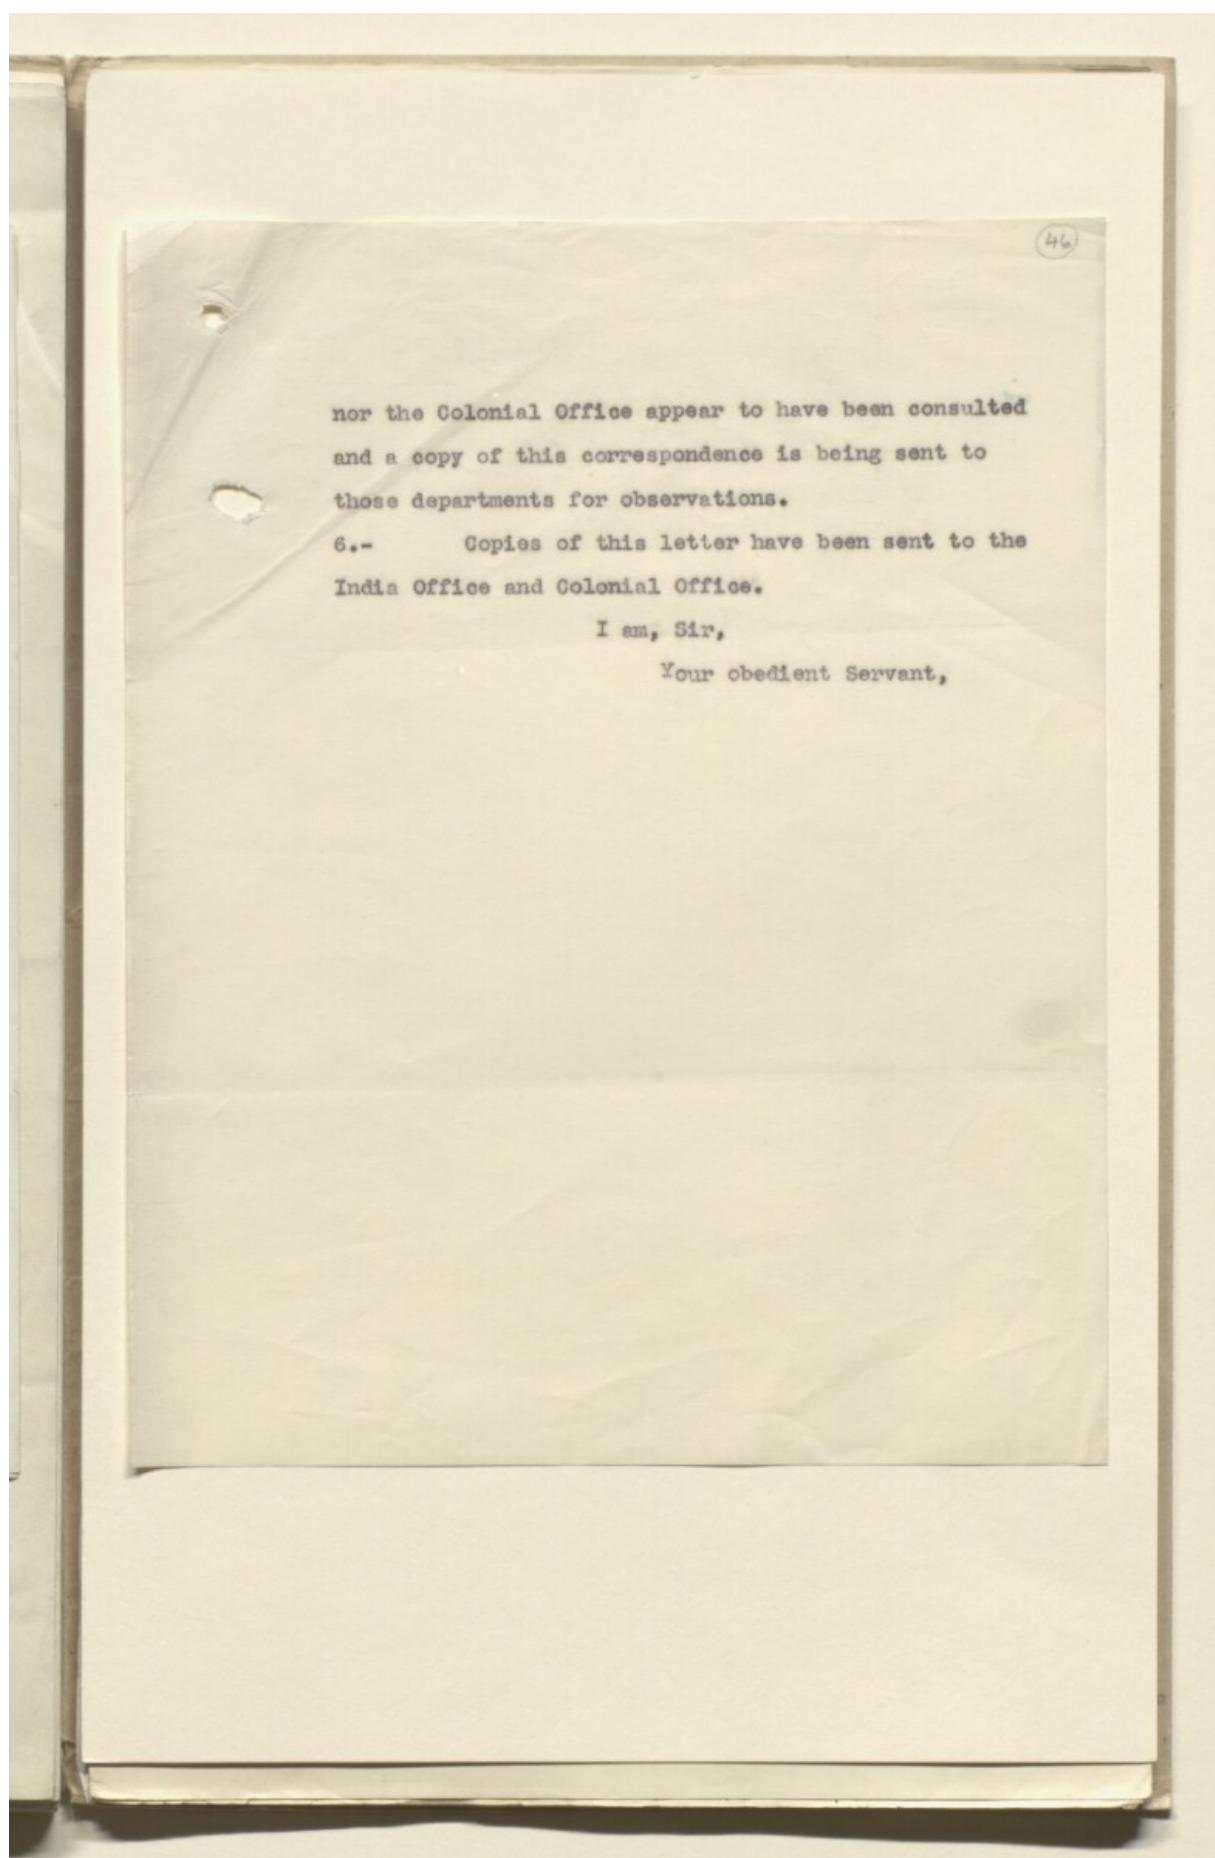 46
nor the Colonial Office appear to have been consulted
and a copy of this correspondence is being sent to
those departments for observations.
6.- Copies of this letter have been sent to the
India Office and Colonial Office.
I am, Sir,
Your obedient Servant,